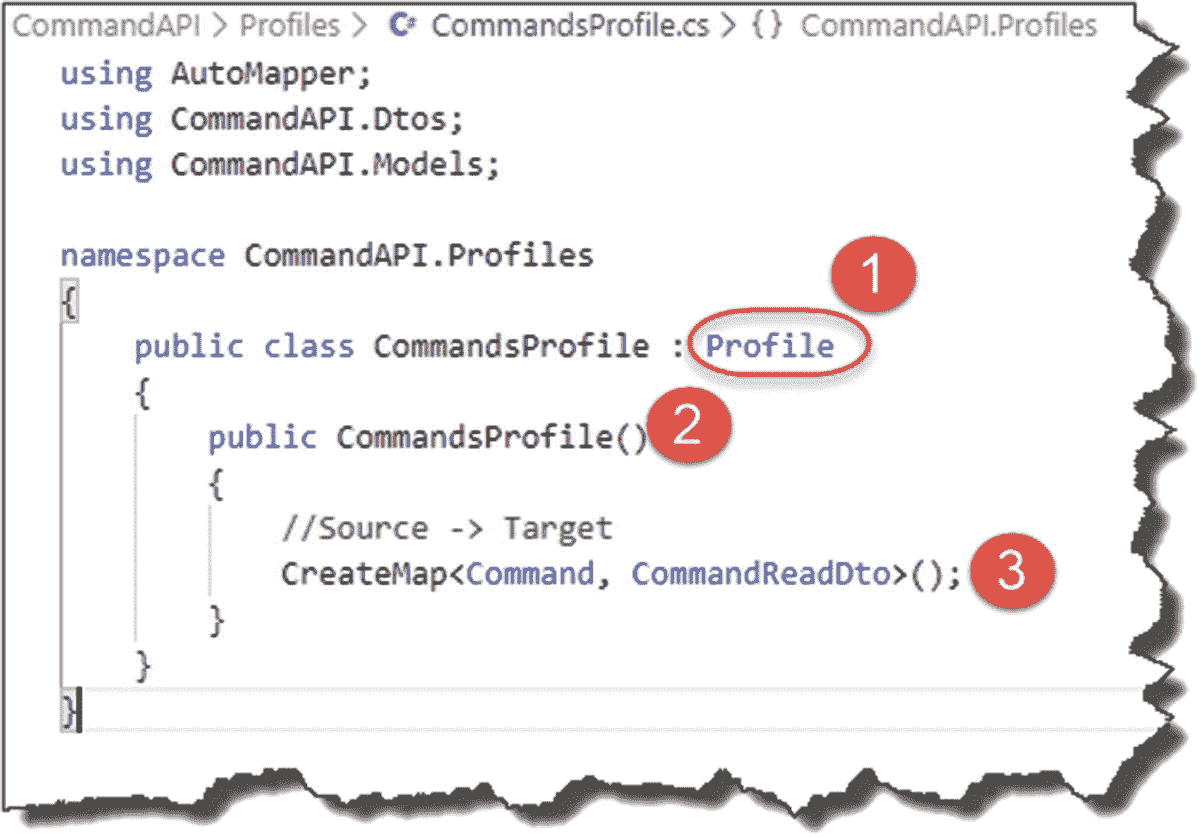 CommandAPI > Profiles > C# CommandsProfile.cs > {} CommandAPI.Profiles
using AutoMapper;
using CommandAPI.Dtos;
using CommandAPI.Models;
namespace CommandAPI.Profiles
{
1
public class CommandsProfile : Profile
{
public CommandsProfile() 2
{
//Source -> Target
CreateMap<Command, CommandReadDto>(); 3
}
}
}